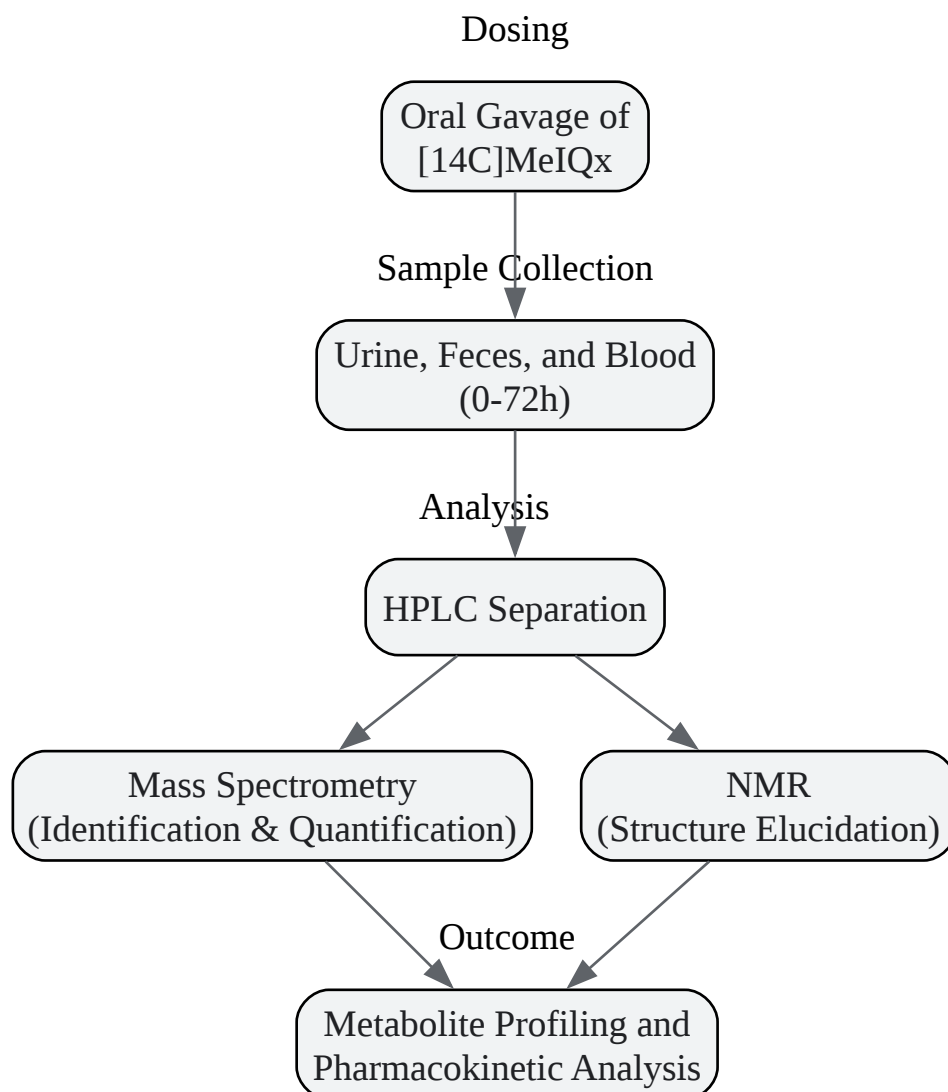 Dosing
Oral Gavage of
[14C]MeIQx
Sample Collection
Urine, Feces, and Blood
(0-72h)
Analysis
HPLC Separation
Mass Spectrometry
(Identification & Quantification)
NMR
(Structure Elucidation)
Outcome
Metabolite Profiling and
Pharmacokinetic Analysis